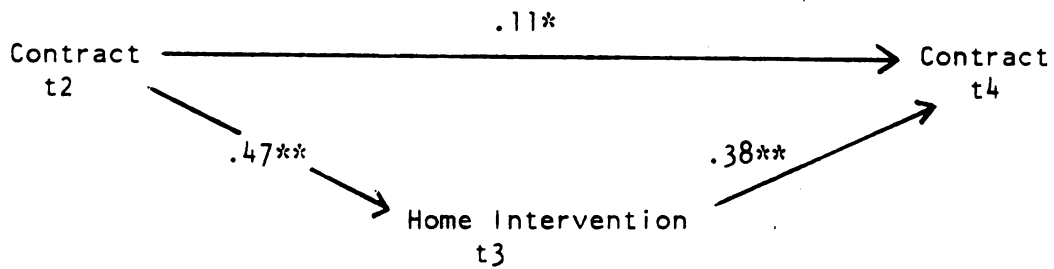 .11*
Contract
t2
Contract
t4
.47**
.38**
Home Intervention
t3